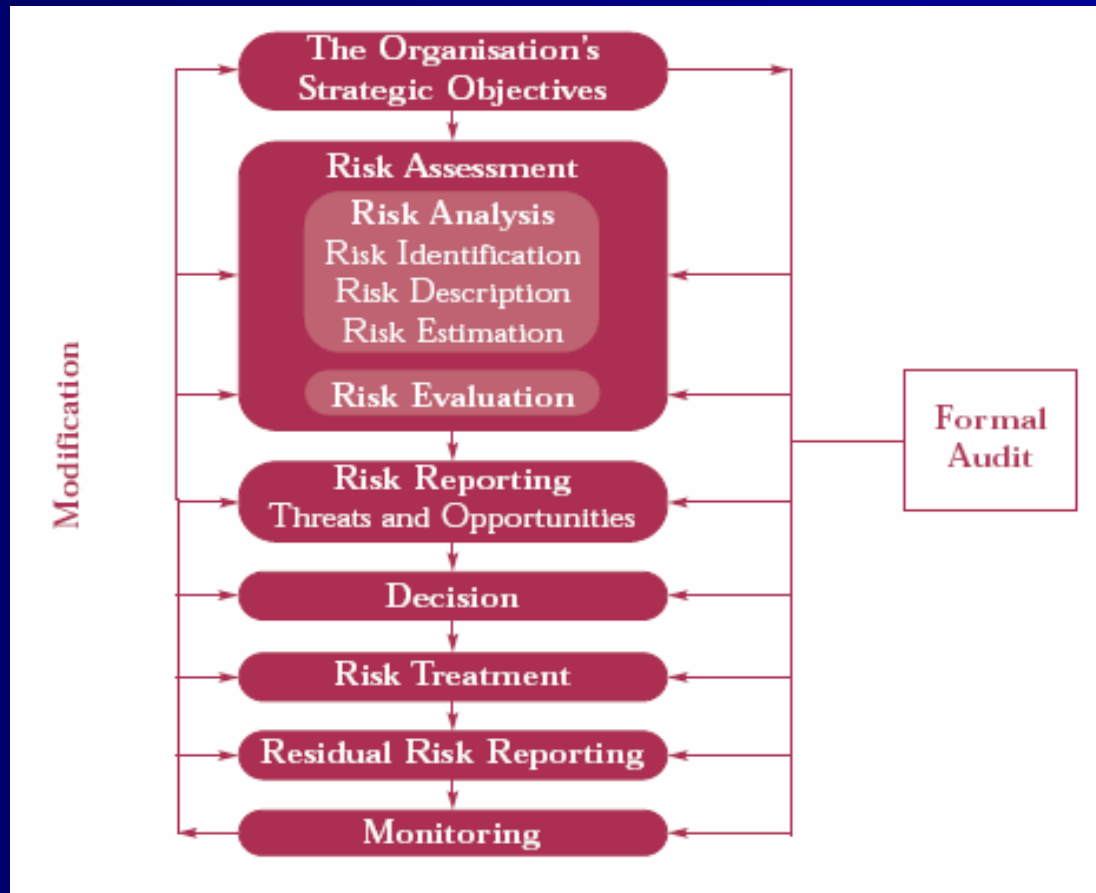 The Organisation's
Strategic Objectives
Risk Assessment
Risk Analysis
Risk Identification
Risk Description
Risk Estimation
Risk Evaluation
Risk Reporting
Threats and Opportunities
Decision
Risk Treatment
Residual Risk Reporting
Monitoring
Modification
Formal
Audit